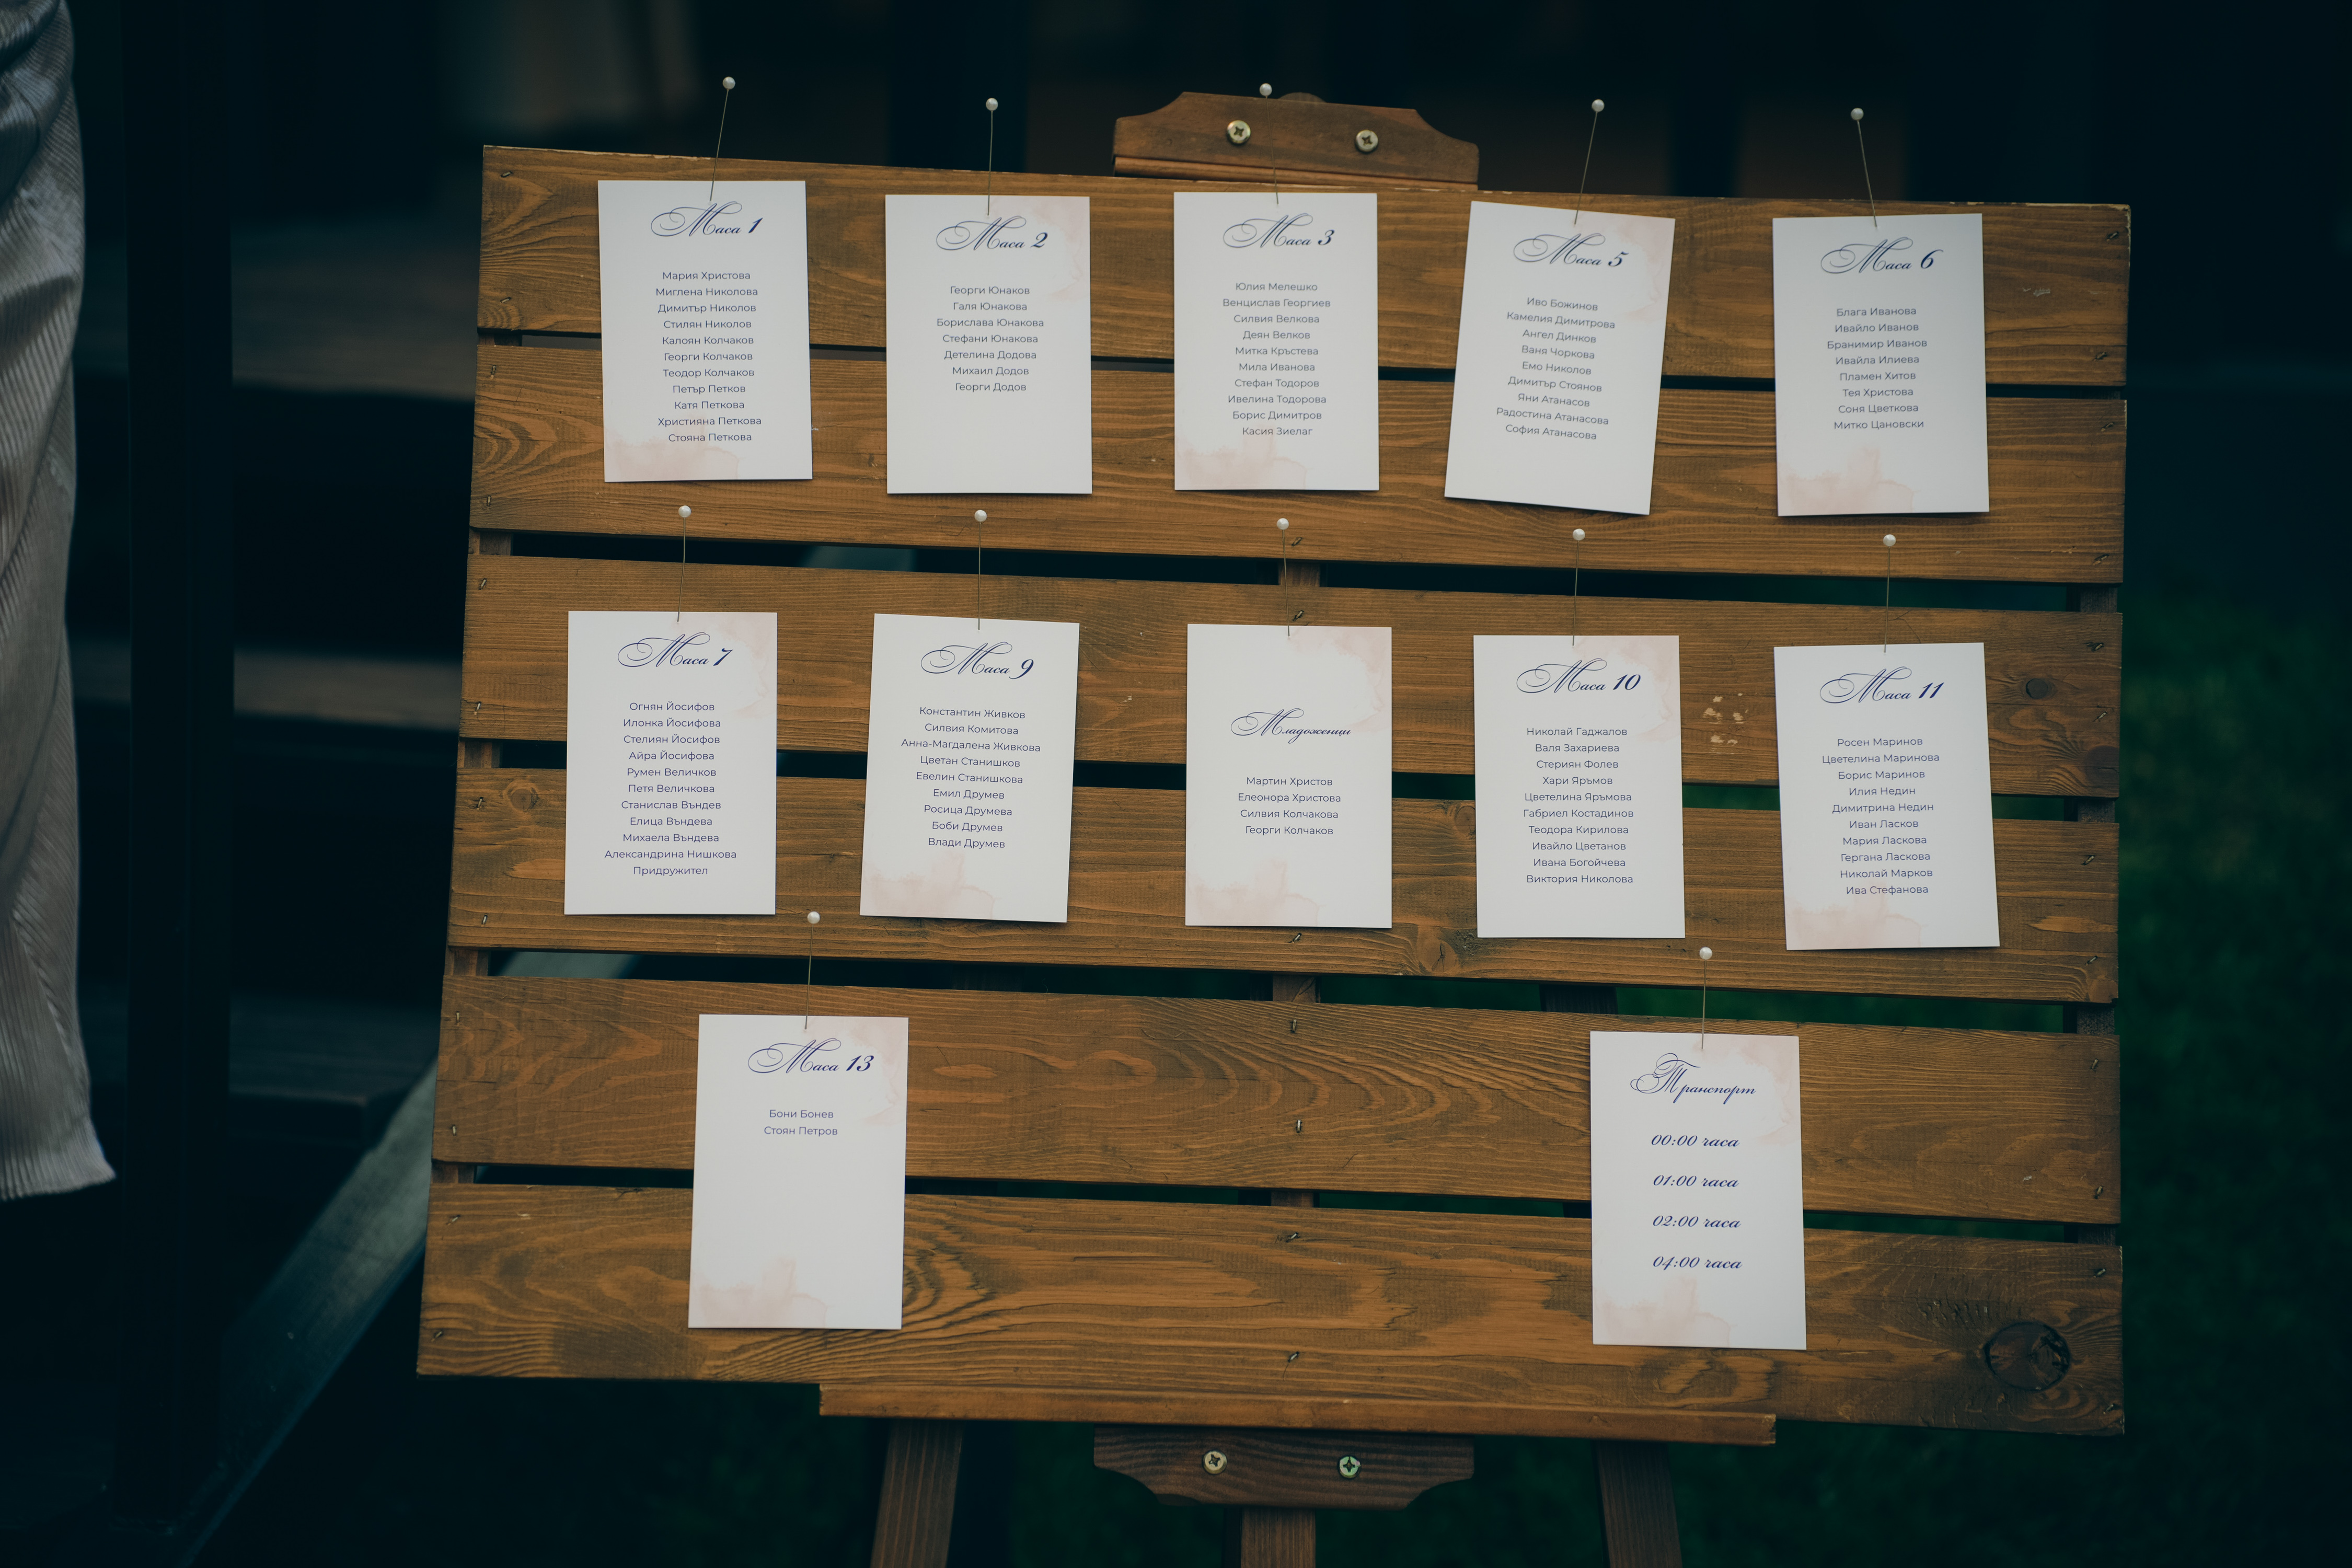 Маса 1
Мария Христова
Миглена Николова
Димитър Николов
Стилян Николов
Калоян Колчаков
Георги Колчаков
Теодор Колчаков
Петър Петков
Катя Петкова
Християна Петкова
Стояна Петкова
Маса 2
Георги Юнаков
Галя Юнакова
Борислава Юнакова
Стефани Юнакова
Детелина Додова
Михаил Додов
Георги Додов
Маса 3
Юлия Мелешко
Венцислав Георгиев
Силвия Велкова
Деян Велков
Митка Кръстева
Мила Иванова
Стефан Тодоров
Ивелина Тодорова
Борис Димитров
Касия Зиелаг
Маса 5
Иво Божинов
Камелия Димитрова
Ангел Динков
Ваня Чоркова
Емо Николов
Димитър Стоянов
Яни Атанасов
Радостина Атанасова
София Атанасова
Маса 6
Блага Иванова
Ивайло Иванов
Бранимир Иванов
Ивайла Илиева
Пламен Хитов
Тея Христова
Соня Цветкова
Митко Цановски
Маса 7
Огнян Йосифов
Илонка Йосифова
Стелиян Йосифов
Айра Йосифова
Румен Величков
Петя Величкова
Станислав Въндев
Елица Въндева
Михаела Въндева
Александрина Нишкова
Придружител
Маса 9
Константин Живков
Силвия Комитова
Анна-Магдалена Живкова
Цветан Станишков
Евелин Станишкова
Емил Друмев
Росица Друмева
Боби Друмев
Влади Друмев
Младоженци
Мартин Христов
Елеонора Христова
Силвия Колчакова
Георги Колчаков
Маса 10
Николай Гаджалов
Валя Захариева
Стериян Фолев
Хари Яръмов
Цветелина Яръмова
Габриел Костадинов
Теодора Кирилова
Ивайло Цветанов
Ивана Богойчева
Виктория Николова
Маса 11
Росен Маринов
Цветелина Маринова
Борис Маринов
Илия Недин
Димитрина Недин
Иван Ласков
Мария Ласкова
Гергана Ласкова
Николай Марков
Ива Стефанова
Маса 13
Бони Бонев
Стоян Петров
Транспорт
00:00 часа
01:00 часа
02:00 часа
04:00 часа